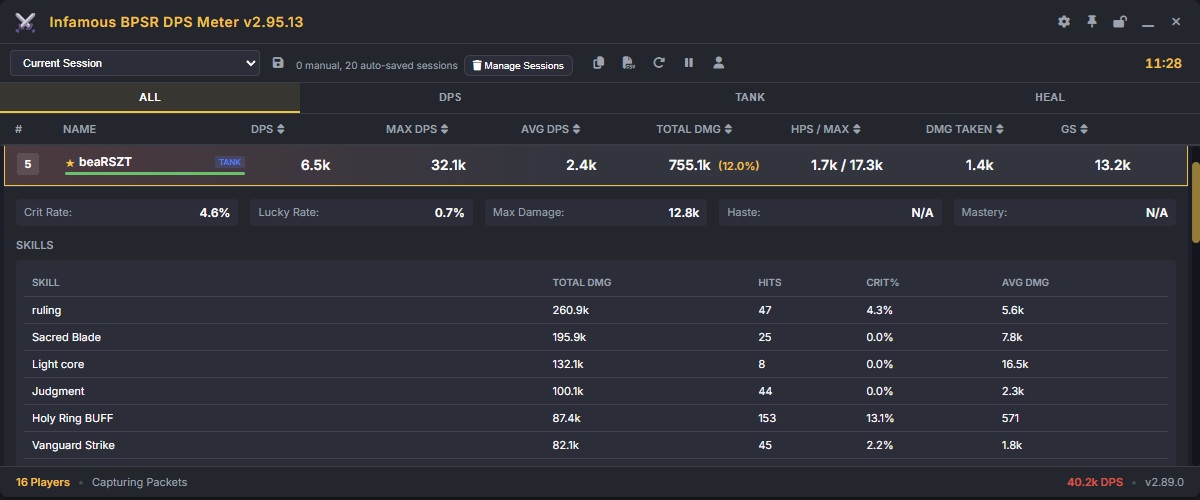 Infamous BPSR DPS Meter v2.95.13
Current Session 0 manual, 20 auto-saved sessions Manage Sessions 11:28
ALL DPS TANK HEAL
# NAME DPS MAX DPS AVG DPS TOTAL DMG HPS / MAX DMG TAKEN GS
5 beaRSZT TANK 6.5k 32.1k 2.4k 755.1k (12.0%) 1.7k / 17.3k 1.4k 13.2k
Crit Rate: 4.6% Lucky Rate: 0.7% Max Damage: 12.8k Haste: N/A Mastery: N/A
SKILLS
SKILL TOTAL DMG HITS CRIT% AVG DMG
ruling 260.9k 47 4.3% 5.6k
Sacred Blade 195.9k 25 0.0% 7.8k
Light core 132.1k 8 0.0% 16.5k
Judgment 100.1k 44 0.0% 2.3k
Holy Ring BUFF 87.4k 153 13.1% 571
Vanguard Strike 82.1k 45 2.2% 1.8k
16 Players • Capturing Packets 40.2k DPS • v2.89.0